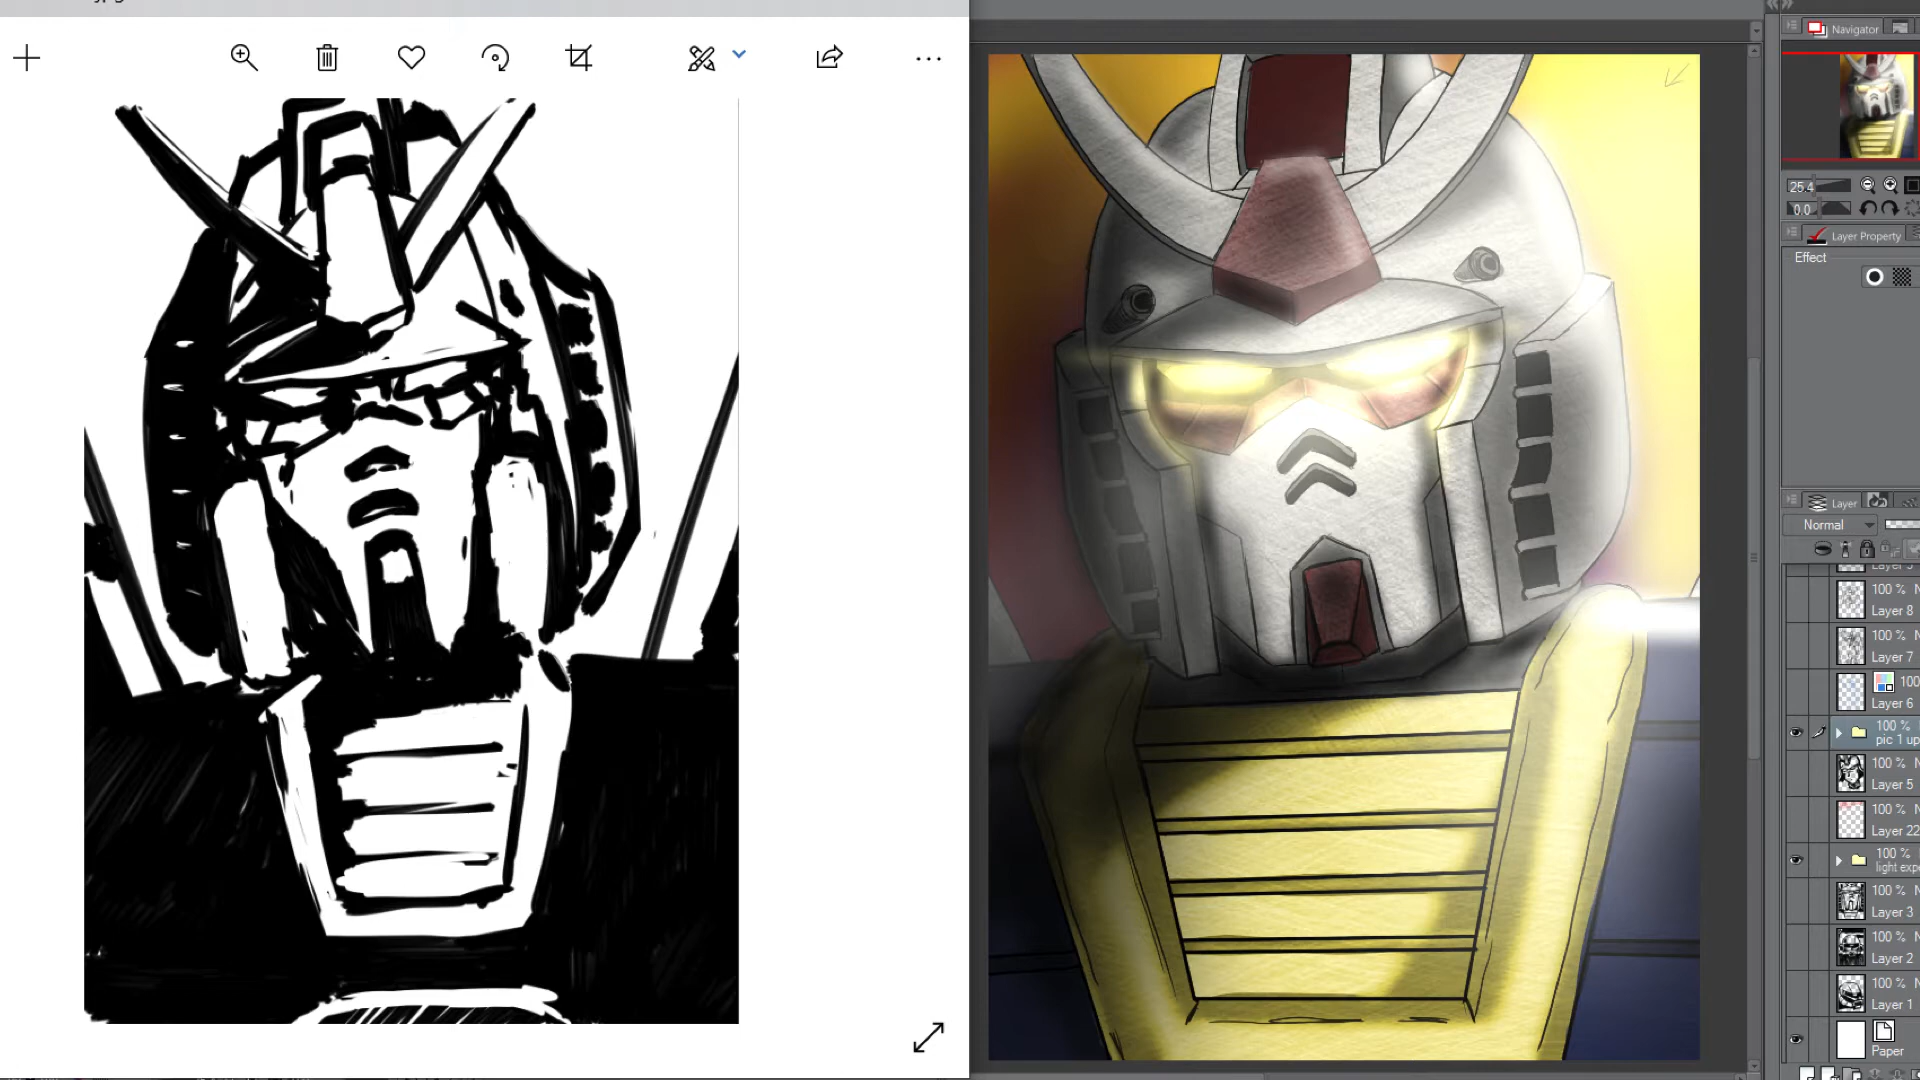 Navigator
25.4
0.0
Layer Property
Effect
Layer
Normal
100 %
Layer 8
100 %
Layer 7
100
Layer 6
100 %
pic 1 up
100 %
Layer 5
100 %
Layer 22
100 %
light exp
100 %
Layer 3
100 %
Layer 2
100 %
Layer 1
Paper